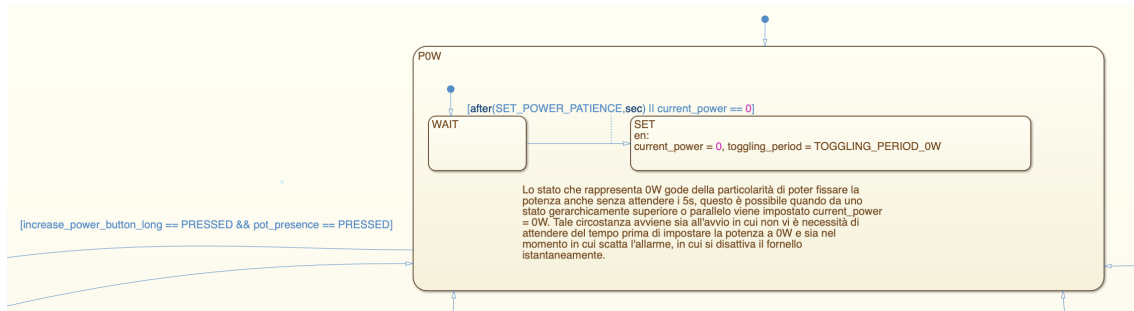 P0W
[after(SET_POWER_PATIENCE,sec) || current_power == 0]
WAIT
SET
en:
current_power = 0, toggling_period = TOGGLING_PERIOD_0W
Lo stato che rappresenta 0W gode della particolarità di poter fissare la
potenza anche senza attendere i 5s, questo è possibile quando da uno
stato gerarchicamente superiore o parallelo viene impostato current_power
= 0W. Tale circostanza avviene sia all'avvio in cui non vi è necessità di
attendere del tempo prima di impostare la potenza a 0W e sia nel
momento in cui scatta l'allarme, in cui si disattiva il fornello
istantaneamente.
[increase_power_button_long == PRESSED && pot_presence == PRESSED]